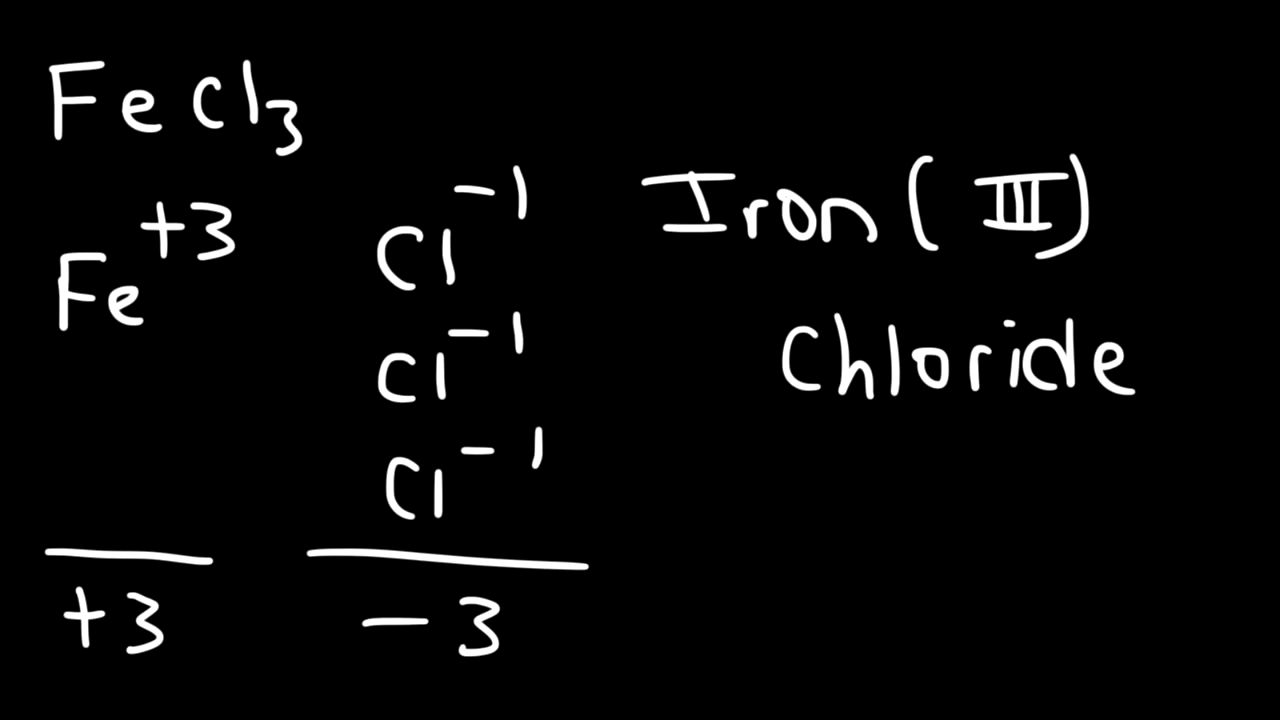 FeCl₃
Fe⁺³
Cl⁻¹
Cl⁻¹
Cl⁻¹
+3 -3
Iron (III)
Chloride